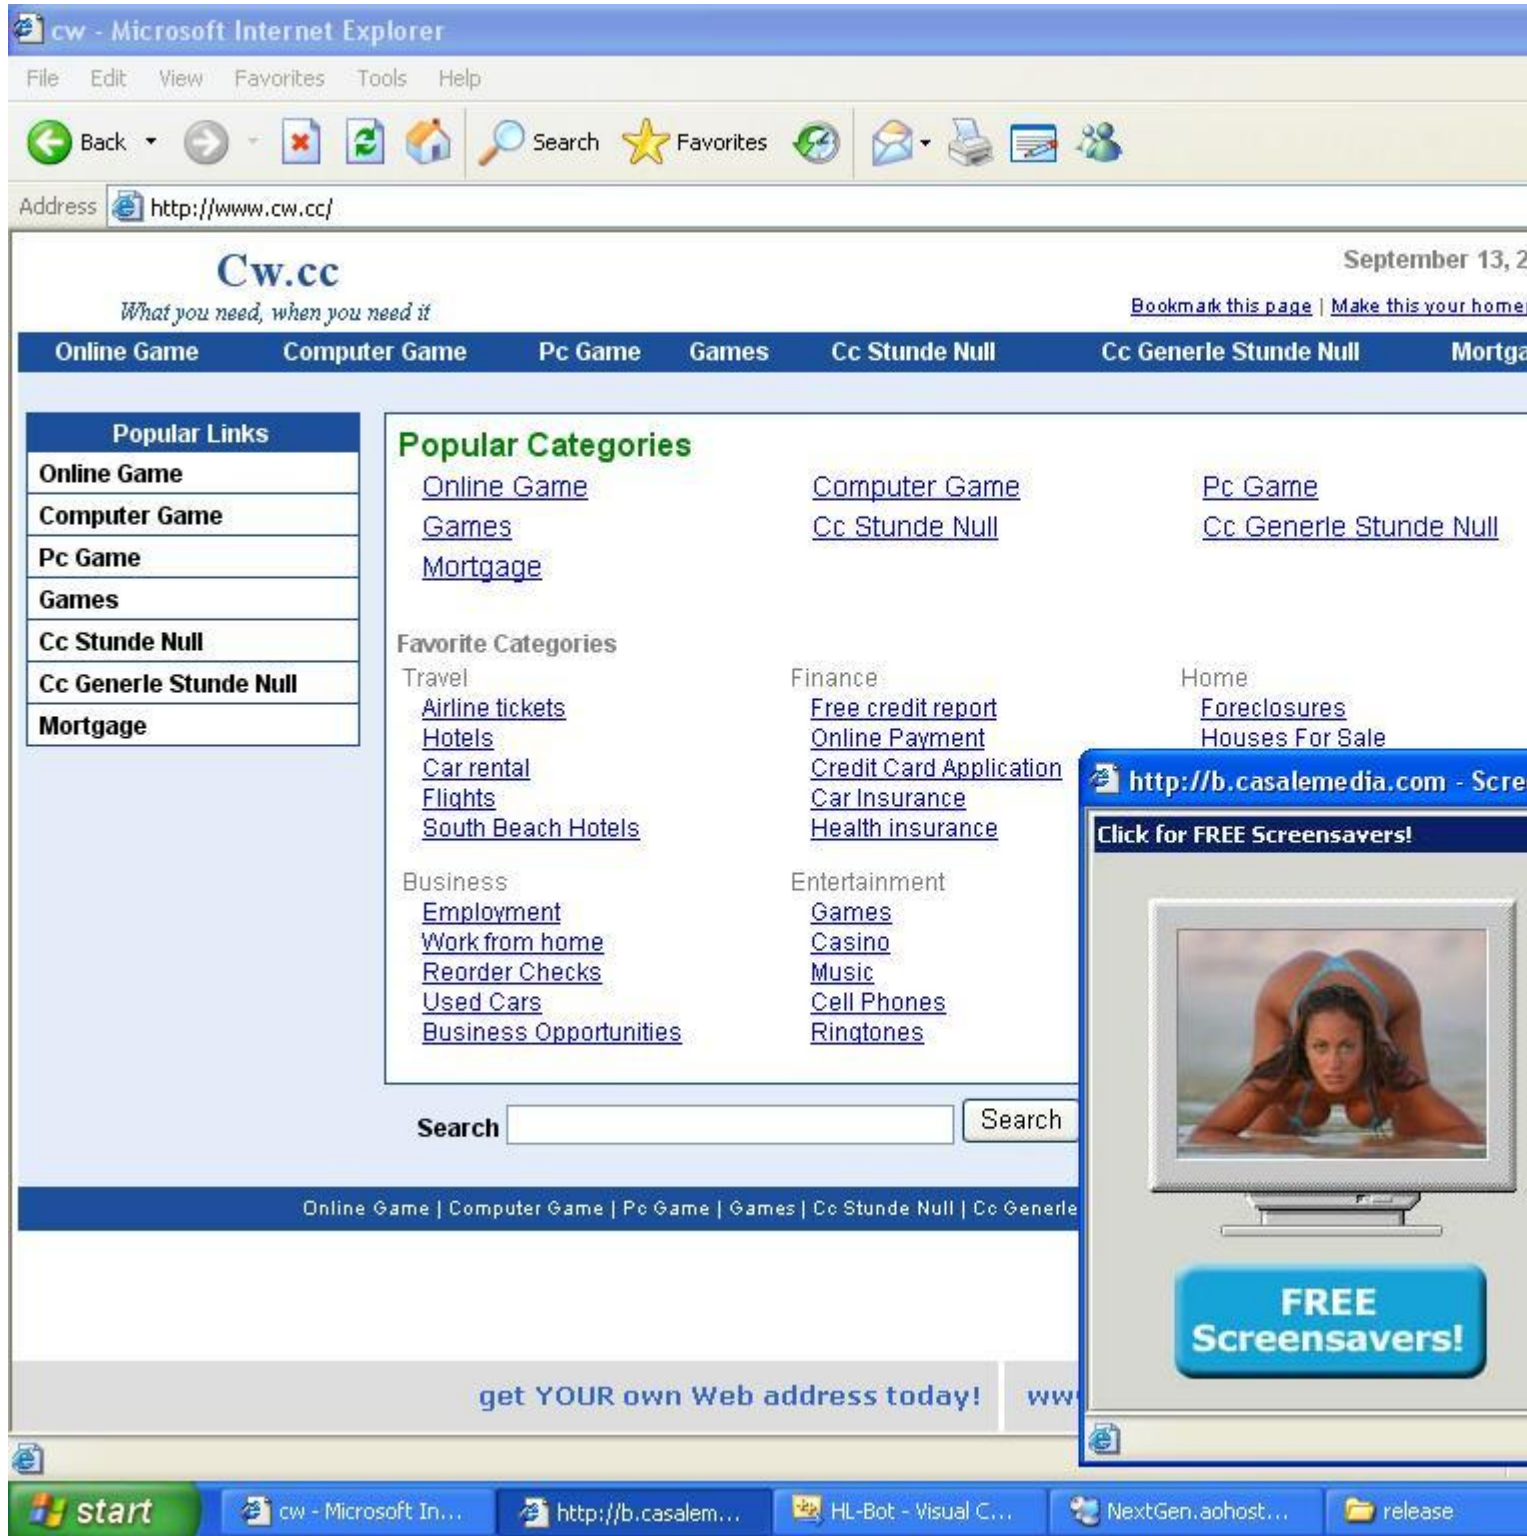 cw - Microsoft Internet Explorer
File Edit View Favorites Tools Help
Back Search Favorites
Address http://www.cw.cc/
Cw.cc
What you need, when you need it
September 13, 2
Bookmark this page | Make this your home
Online Game Computer Game Pc Game Games Cc Stunde Null Cc Generle Stunde Null Mortga
Popular Links
Online Game
Computer Game
Pc Game
Games
Cc Stunde Null
Cc Generle Stunde Null
Mortgage
Popular Categories
Online Game Computer Game Pc Game
Games Cc Stunde Null Cc Generle Stunde Null
Mortgage
Favorite Categories
Travel
Airline tickets
Hotels
Car rental
Flights
South Beach Hotels
Finance
Free credit report
Online Payment
Credit Card Application
Car Insurance
Health insurance
Home
Foreclosures
Houses For Sale
Business
Employment
Work from home
Reorder Checks
Used Cars
Business Opportunities
Entertainment
Games
Casino
Music
Cell Phones
Ringtones
Search Search
Online Game | Computer Game | Pc Game | Games | Cc Stunde Null | Cc Generle
get YOUR own Web address today! ww
http://b.casalemedia.com - Scre
Click for FREE Screensavers!
FREE
Screensavers!
start cw - Microsoft In... http://b.casalem... HL-Bot - Visual C... NextGen.aohost... release